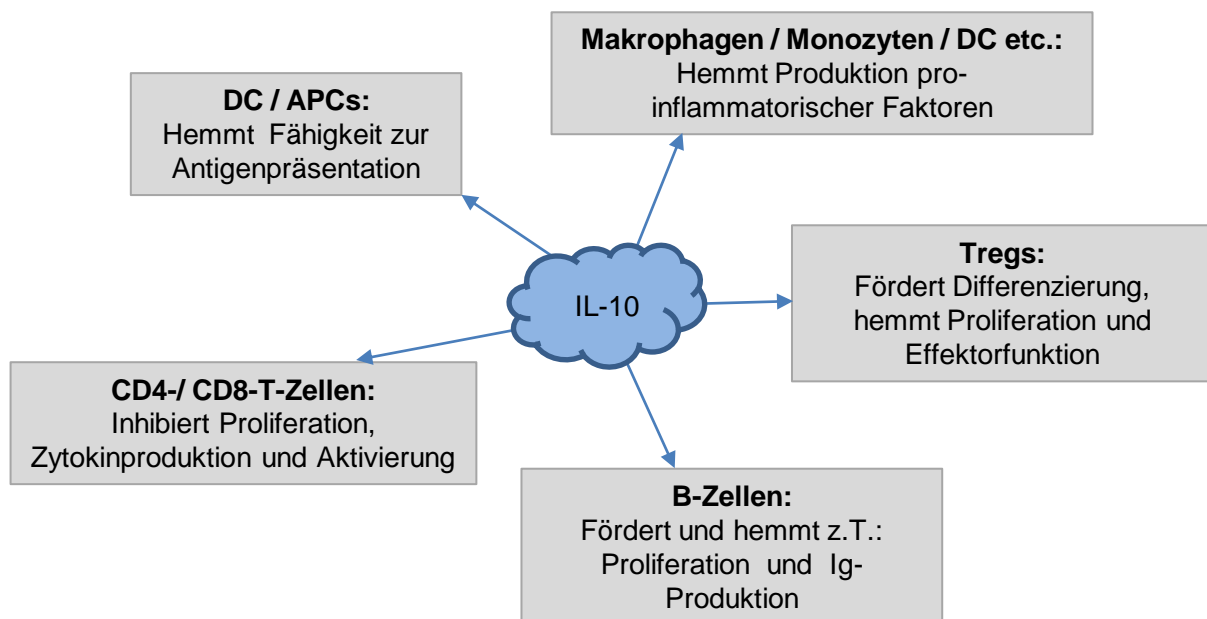 Makrophagen / Monozyten / DC etc.:
Hemmt Produktion pro-
inflammatorischer Faktoren
DC / APCs:
Hemmt Fähigkeit zur
Antigenpräsentation
Tregs:
Fördert Differenzierung,
hemmt Proliferation und
Effektorfunktion
IL-10
CD4-/ CD8-T-Zellen:
Inhibiert Proliferation,
Zytokinproduktion und Aktivierung
B-Zellen:
Fördert und hemmt z.T.:
Proliferation und Ig-
Produktion